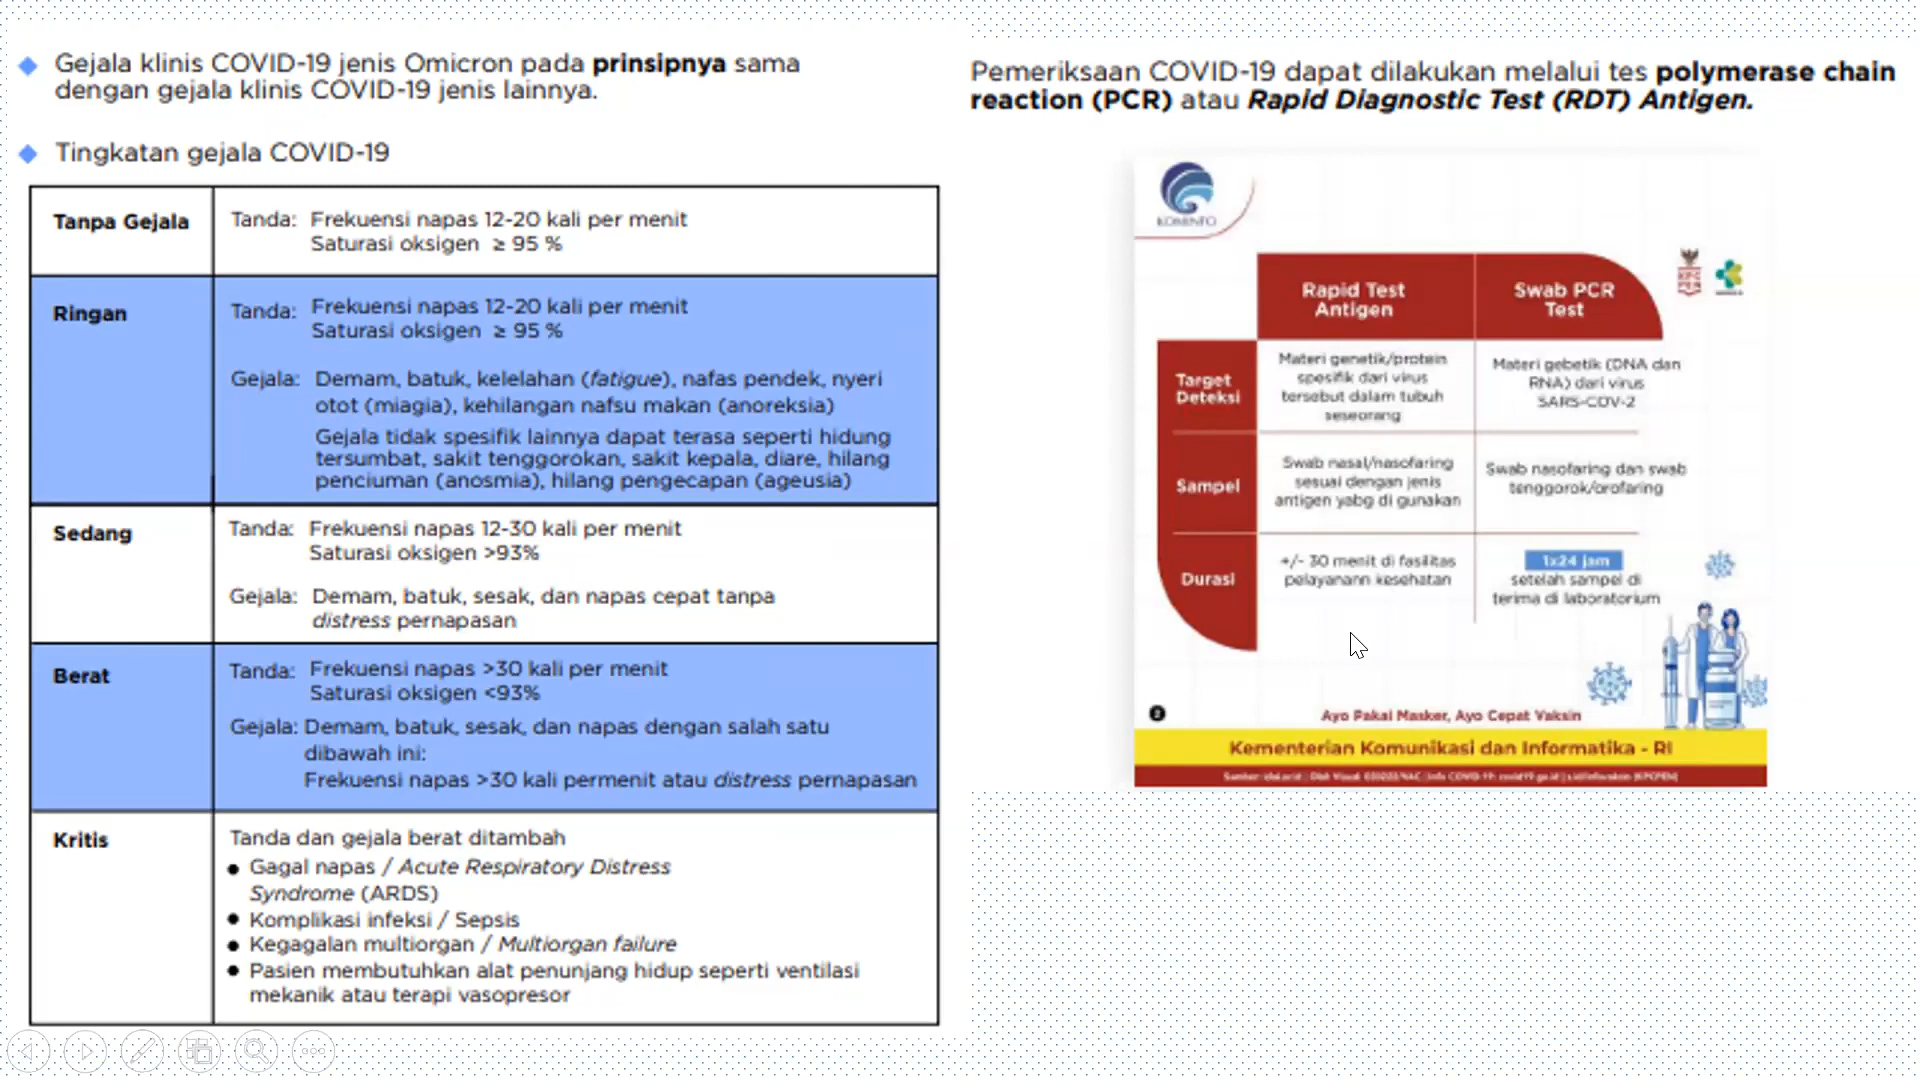 Gejala klinis COVID-19 jenis Omicron pada prinsipnya sama
dengan gejala klinis COVID-19 jenis lainnya.
Tingkatan gejala COVID-19
Tanpa Gejala
Tanda: Frekuensi napas 12-20 kali per menit
Saturasi oksigen ≥ 95 %
Ringan
Tanda: Frekuensi napas 12-20 kali per menit
Saturasi oksigen ≥ 95 %
Gejala: Demam, batuk, kelelahan (fatigue), nafas pendek, nyeri
otot (miagia), kehilangan nafsu makan (anoreksia)
Gejala tidak spesifik lainnya dapat terasa seperti hidung
tersumbat, sakit tenggorokan, sakit kepala, diare, hilang
penciuman (anosmia), hilang pengecapan (ageusia)
Sedang
Tanda: Frekuensi napas 12-30 kali per menit
Saturasi oksigen >93%
Gejala: Demam, batuk, sesak, dan napas cepat tanpa
distress pernapasan
Berat
Tanda: Frekuensi napas >30 kali per menit
Saturasi oksigen <93%
Gejala: Demam, batuk, sesak, dan napas dengan salah satu
dibawah ini:
Frekuensi napas >30 kali permenit atau distress pernapasan
Kritis
Tanda dan gejala berat ditambah
Gagal napas / Acute Respiratory Distress
Syndrome (ARDS)
Komplikasi infeksi / Sepsis
Kegagalan multiorgan / Multiorgan failure
Pasien membutuhkan alat penunjang hidup seperti ventilasi
mekanik atau terapi vasopresor
Pemeriksaan COVID-19 dapat dilakukan melalui tes polymerase chain
reaction (PCR) atau Rapid Diagnostic Test (RDT) Antigen.
KOMINFO
Rapid Test
Antigen
Swab PCR
Test
Target
Deteksi
Materi genetik/protein
spesifik dari virus
tersebut dalam tubuh
seseorang
Materi gebetik (DNA dan
RNA) dari virus
SARS-COV-2
Sampel
Swab nasal/nasofaring
sesuai dengan jenis
antigen yabg di gunakan
Swab nasofaring dan swab
tenggorok/orofaring
Durasi
+/- 30 menit di fasilitas
pelayanann kesehatan
1x24 jam
setelah sampel di
terima di laboratorium
2
Ayo Pakai Masker, Ayo Cepat Vaksin
Kementerian Komunikasi dan Informatika - RI